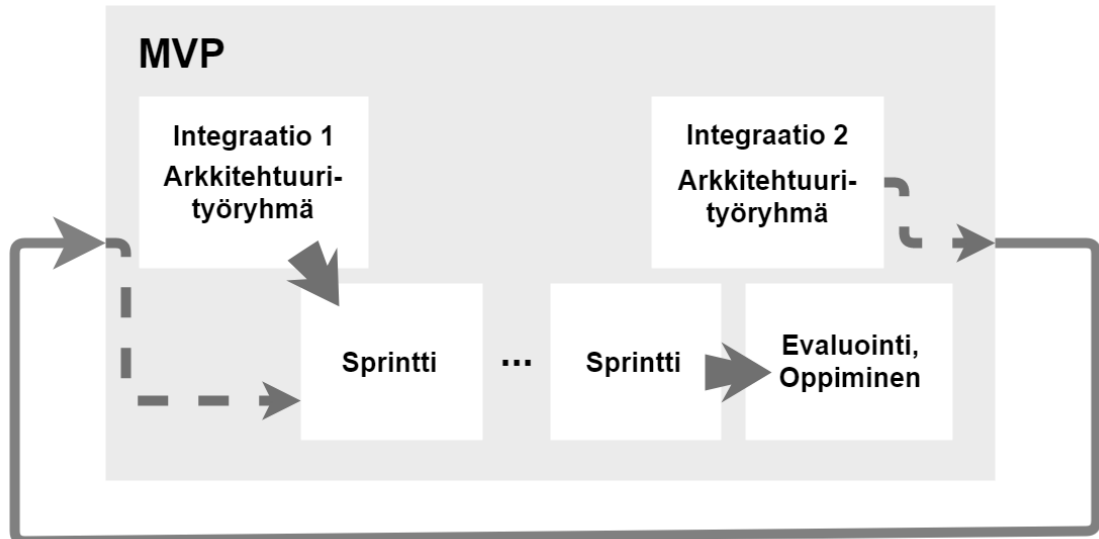 MVP
Integraatio 1
Arkkitehtuuri-
työryhmä
Integraatio 2
Arkkitehtuuri-
työryhmä
Sprintti
...
Sprintti
Evaluointi,
Oppiminen